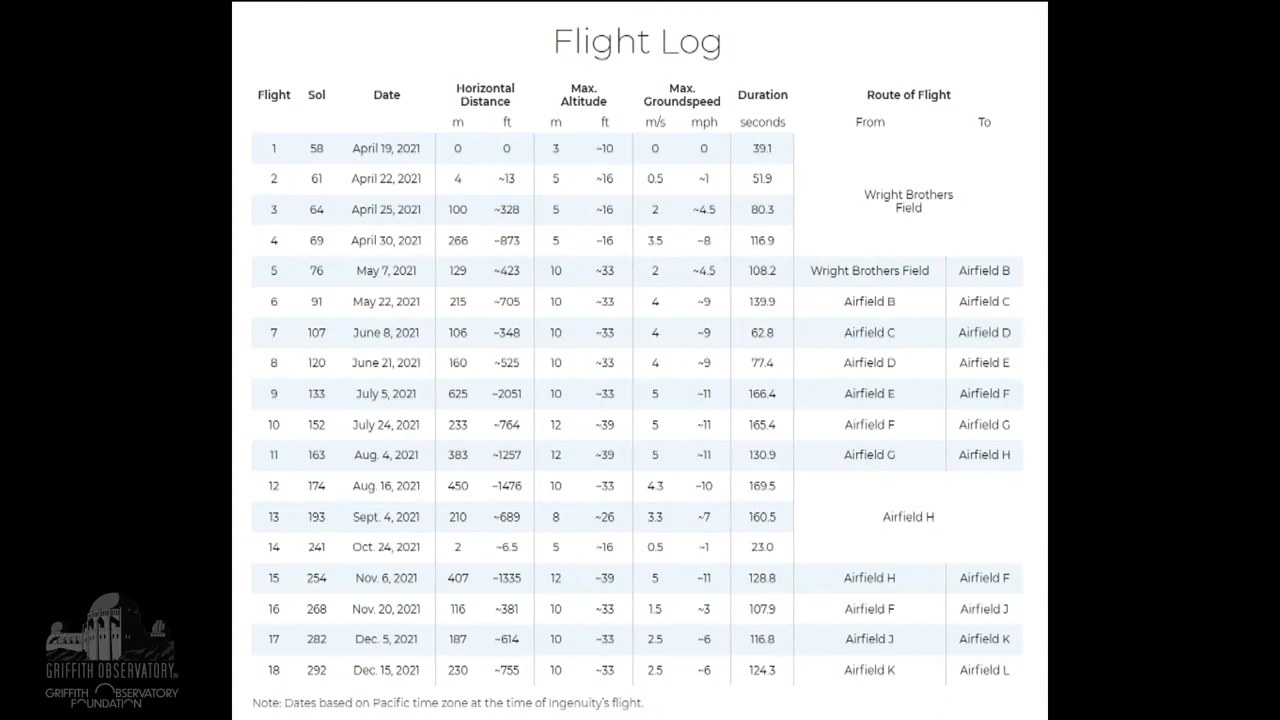 Flight Log
Flight Sol Date Horizontal Distance Max. Altitude Max. Groundspeed Duration Route of Flight
m ft m ft m/s mph seconds From To
1 58 April 19, 2021 0 0 3 ~10 0 0 39.1
2 61 April 22, 2021 4 ~13 5 ~16 0.5 ~1 51.9
Wright Brothers
Field
3 64 April 25, 2021 100 ~328 5 ~16 2 ~4.5 80.3
4 69 April 30, 2021 266 ~873 5 ~16 3.5 ~8 116.9
5 76 May 7, 2021 129 ~423 10 ~33 2 ~4.5 108.2 Wright Brothers Field Airfield B
6 91 May 22, 2021 215 ~705 10 ~33 4 ~9 139.9 Airfield B Airfield C
7 107 June 8, 2021 106 ~348 10 ~33 4 ~9 62.8 Airfield C Airfield D
8 120 June 21, 2021 160 ~525 10 ~33 4 ~9 77.4 Airfield D Airfield E
9 133 July 5, 2021 625 ~2051 10 ~33 5 ~11 166.4 Airfield E Airfield F
10 152 July 24, 2021 233 ~764 12 ~39 5 ~11 165.4 Airfield F Airfield G
11 163 Aug. 4, 2021 383 ~1257 12 ~39 5 ~11 130.9 Airfield G Airfield H
12 174 Aug. 16, 2021 450 ~1476 10 ~33 4.3 ~10 169.5
13 193 Sept. 4, 2021 210 ~689 8 ~26 3.3 ~7 160.5 Airfield H
14 241 Oct. 24, 2021 2 ~6.5 5 ~16 0.5 ~1 23.0
15 254 Nov. 6, 2021 407 ~1335 12 ~39 5 ~11 128.8 Airfield H Airfield F
16 268 Nov. 20, 2021 116 ~381 10 ~33 1.5 ~3 107.9 Airfield F Airfield J
17 282 Dec. 5, 2021 187 ~614 10 ~33 2.5 ~6 116.8 Airfield J Airfield K
18 292 Dec. 15, 2021 230 ~755 10 ~33 2.5 ~6 124.3 Airfield K Airfield L
Note: Dates based on Pacific time zone at the time of Ingenuity's flight.
GRIFFITH OBSERVATORY
GRIFFITH OBSERVATORY
FOUNDATION